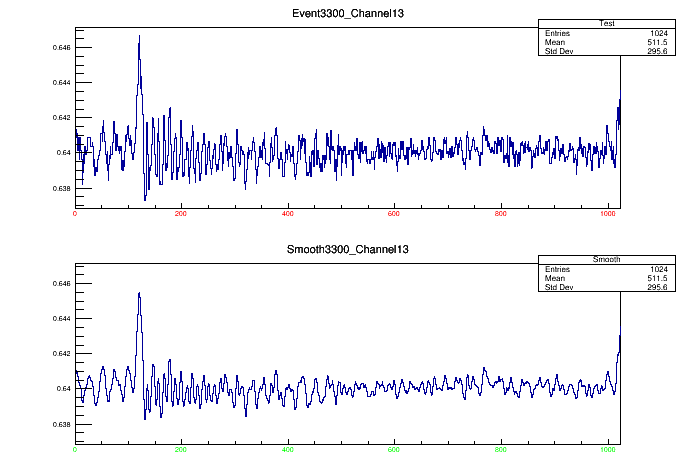 Event3300_Channel13
Test
Entries 1024
Mean 511.5
Std Dev 295.6
0.646
0.644
0.642
0.64
0.638
0 200 400 600 800 1000
Smooth3300_Channel13
Smooth
Entries 1024
Mean 511.5
Std Dev 295.6
0.646
0.644
0.642
0.64
0.638
0 200 400 600 800 1000